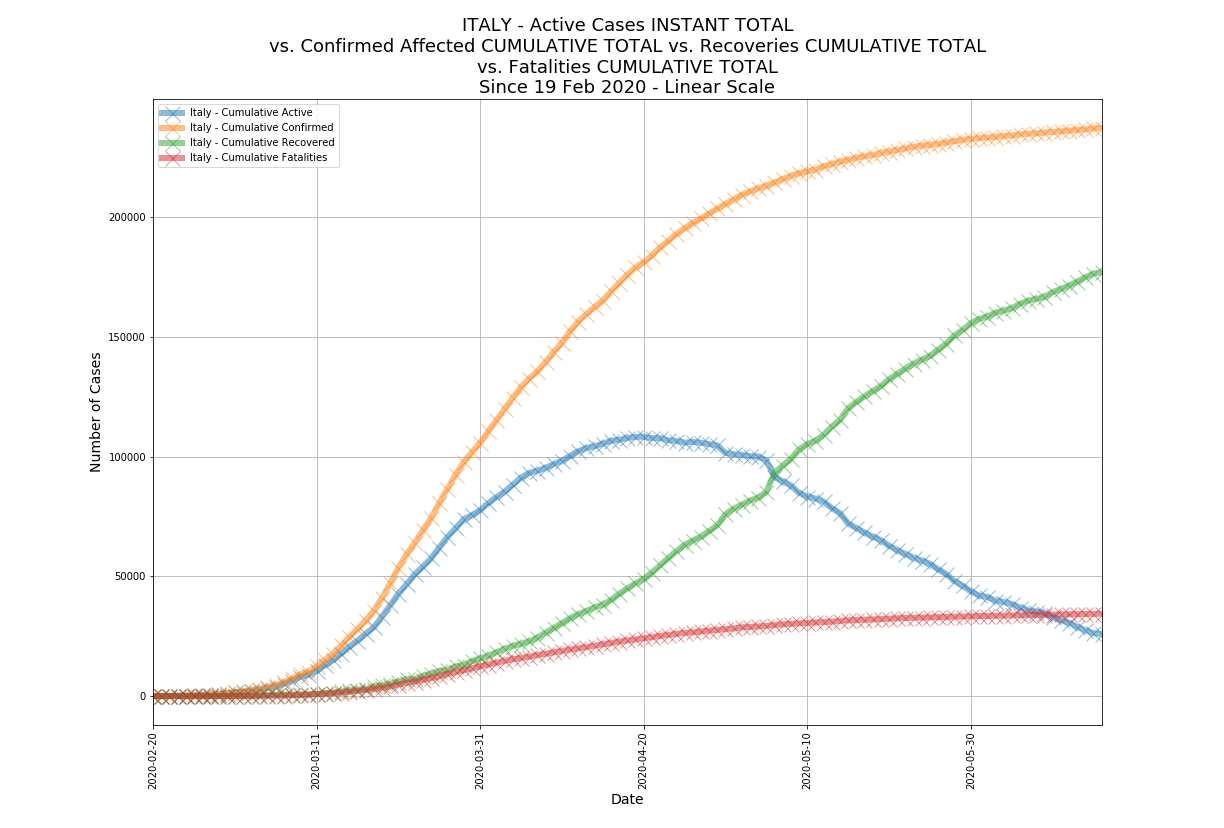 ITALY - Active Cases INSTANT TOTAL
vs. Confirmed Affected CUMULATIVE TOTAL vs. Recoveries CUMULATIVE TOTAL
vs. Fatalities CUMULATIVE TOTAL
Since 19 Feb 2020 - Linear Scale
Italy - Cumulative Active
Italy - Cumulative Confirmed
Italy - Cumulative Recovered
Italy - Cumulative Fatalities
Number of Cases
200000
150000
100000
50000
0
2020-02-20
2020-03-11
2020-03-31
2020-04-20
2020-05-10
2020-05-30
Date